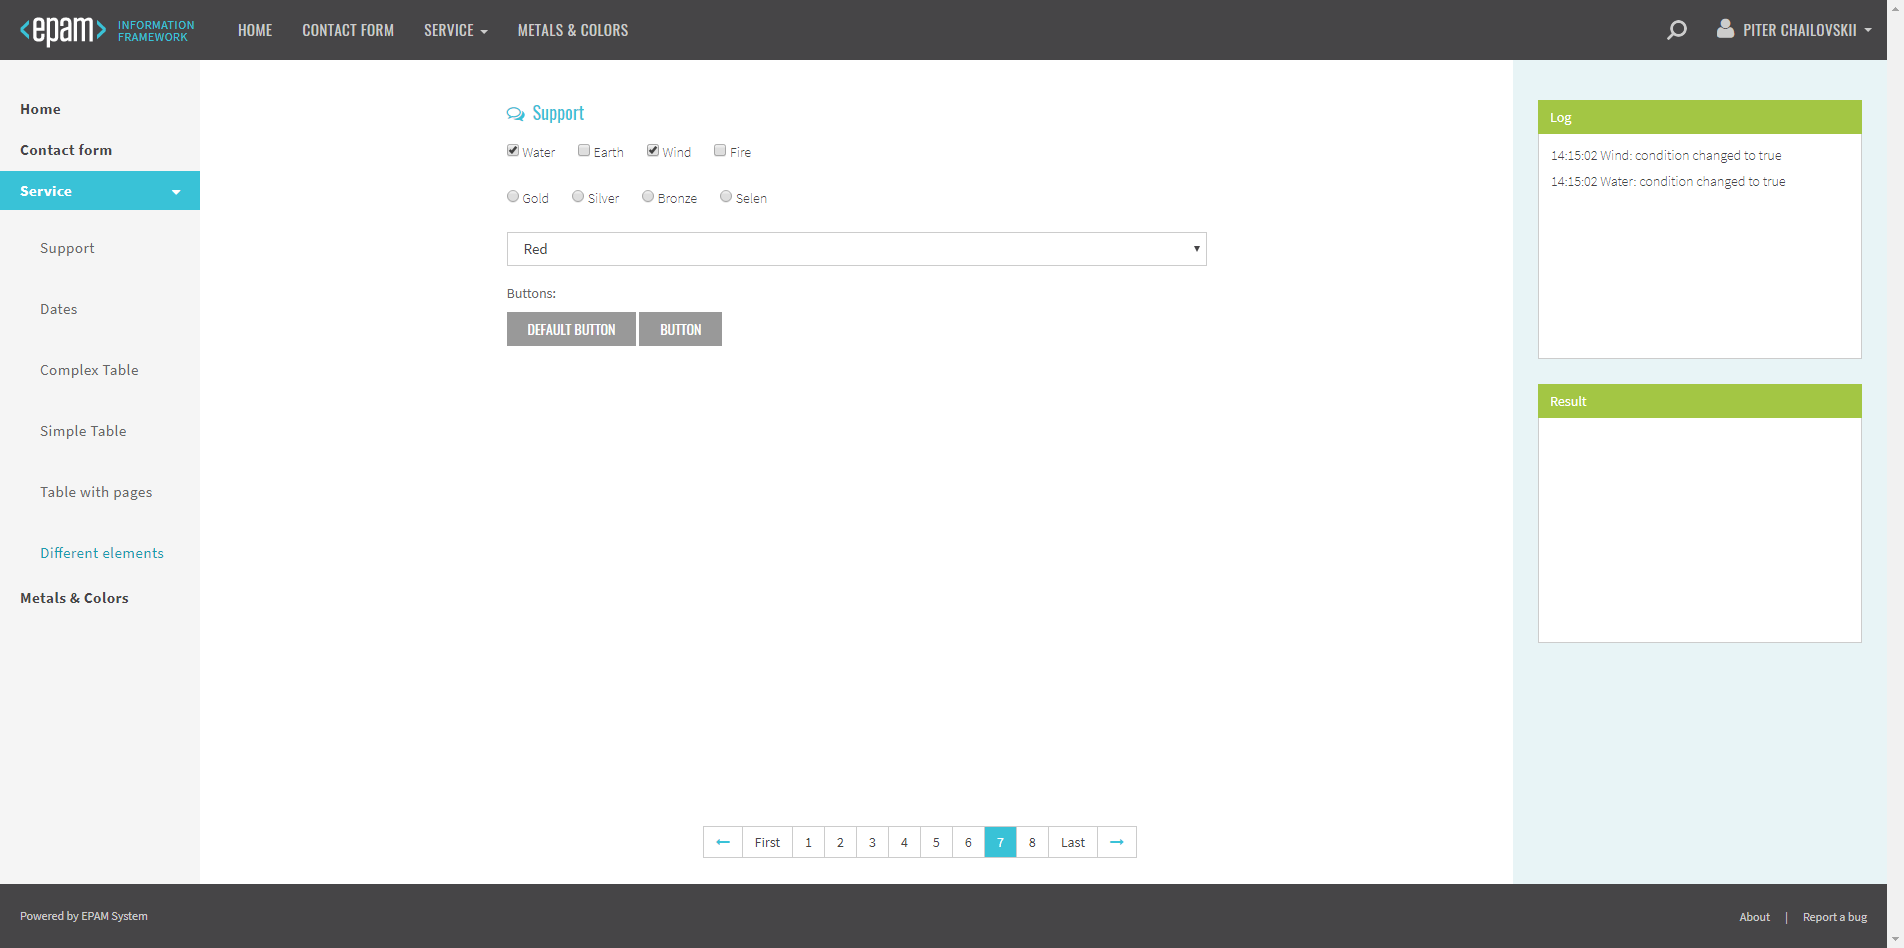 <epam> INFORMATION
FRAMEWORK
HOME CONTACT FORM SERVICE METALS & COLORS PITER CHAILOVSKII
Home
Contact form
Service
Support
Dates
Complex Table
Simple Table
Table with pages
Different elements
Metals & Colors
Support
Water Earth Wind Fire
Gold Silver Bronze Selen
Red
Buttons:
DEFAULT BUTTON BUTTON
← First 1 2 3 4 5 6 7 8 Last →
Log
14:15:02 Wind: condition changed to true
14:15:02 Water: condition changed to true
Result
Powered by EPAM System
About | Report a bug